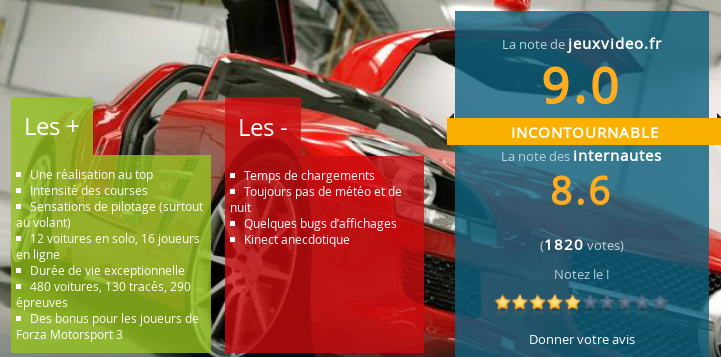 Les +
Une réalisation au top
Intensité des courses
Sensations de pilotage (surtout
au volant)
12 voitures en solo, 16 joueurs
en ligne
Durée de vie exceptionnelle
480 voitures, 130 tracés, 290
épreuves
Des bonus pour les joueurs de
Forza Motorsport 3
Les -
Temps de chargements
Toujours pas de météo et de
nuit
Quelques bugs d'affichages
Kinect anecdotique
La note de jeuxvideo.fr
9.0
INCONTOURNABLE
La note des internautes
8.6
(1820 votes)
Notez le !
Donner votre avis